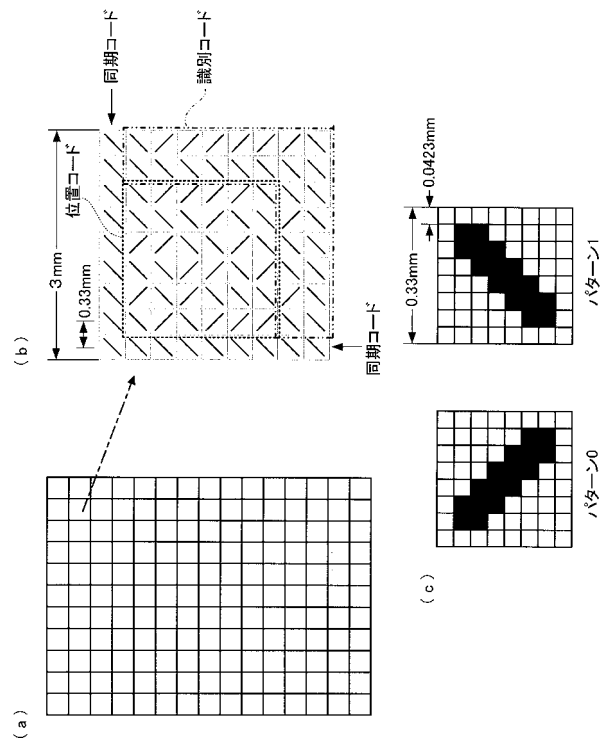 (a)
(b)
3mm
0.33mm
位置コード
同期コード
識別コード
同期コード
(c)
パターン0
0.33mm
0.0423mm
パターン1